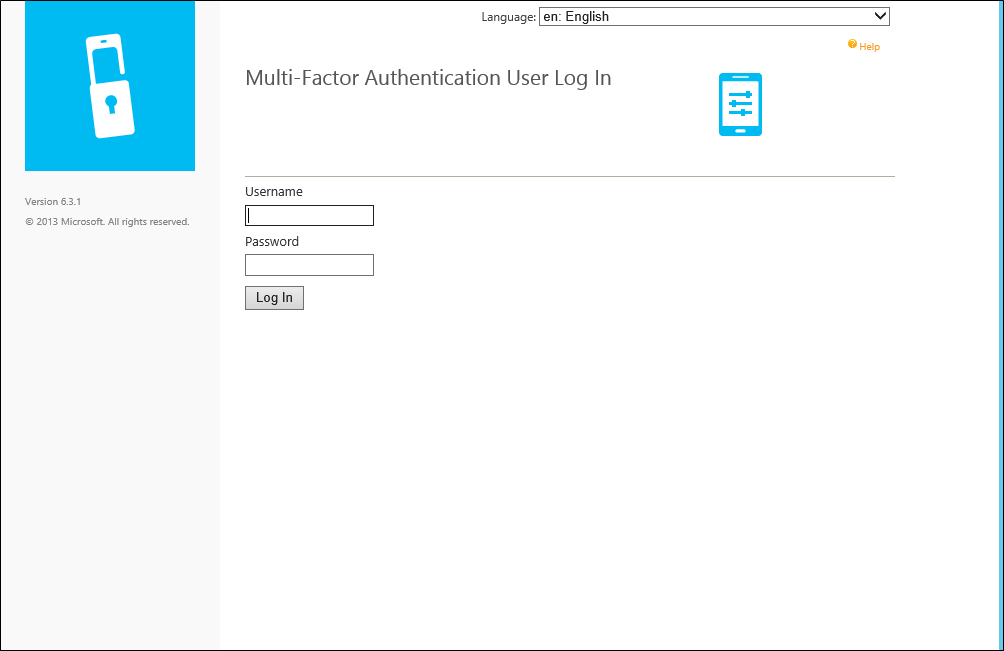 Language: en: English
Help
Multi-Factor Authentication User Log In
Version 6.3.1
© 2013 Microsoft. All rights reserved.
Username
Password
Log In